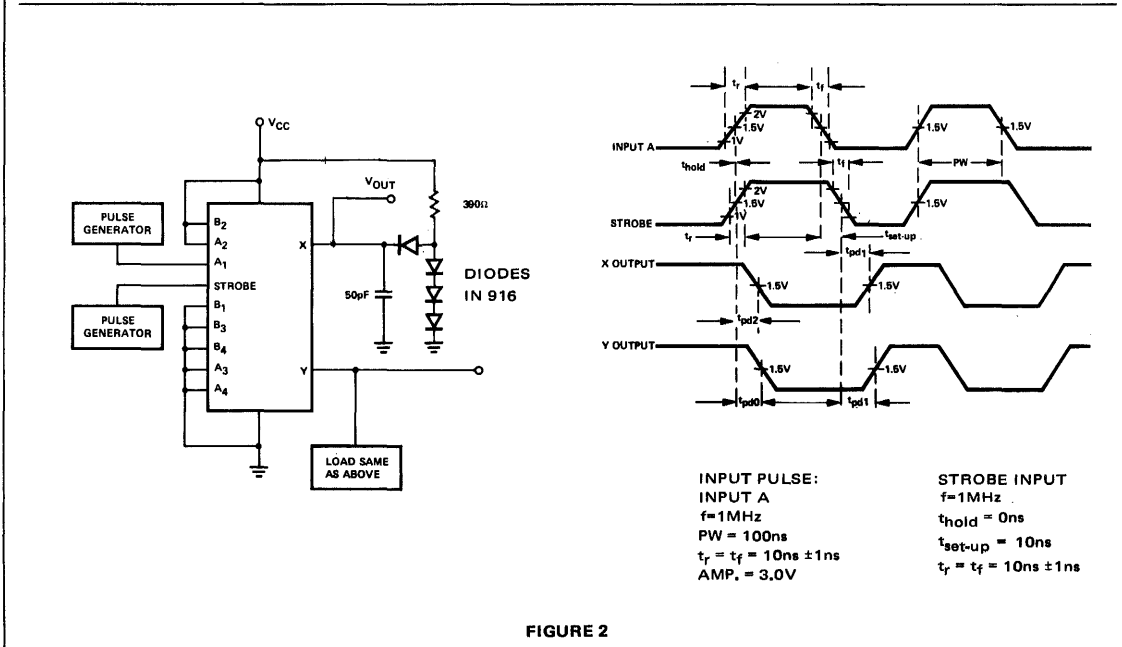 VCC
VOUT
390Ω
PULSE
GENERATOR
B2
A2
A1
STROBE
B1
B3
B4
A3
A4
X
Y
PULSE
GENERATOR
50pF
DIODES
IN 916
LOAD SAME
AS ABOVE
tr
tf
2V
1.5V
1V
1.5V
1.5V
INPUT A
thold
tf
PW
2V
1.5V
1V
1.5V
STROBE
tr
tset-up
tpd1
X OUTPUT
1.5V
1.5V
tpd2
Y OUTPUT
1.5V
1.5V
tpd0
tpd1
INPUT PULSE:
INPUT A
f=1MHz
PW = 100ns
tr = tf = 10ns ±1ns
AMP. = 3.0V
STROBE INPUT
f=1MHz
thold = 0ns
tset-up = 10ns
tr = tf = 10ns ±1ns
FIGURE 2